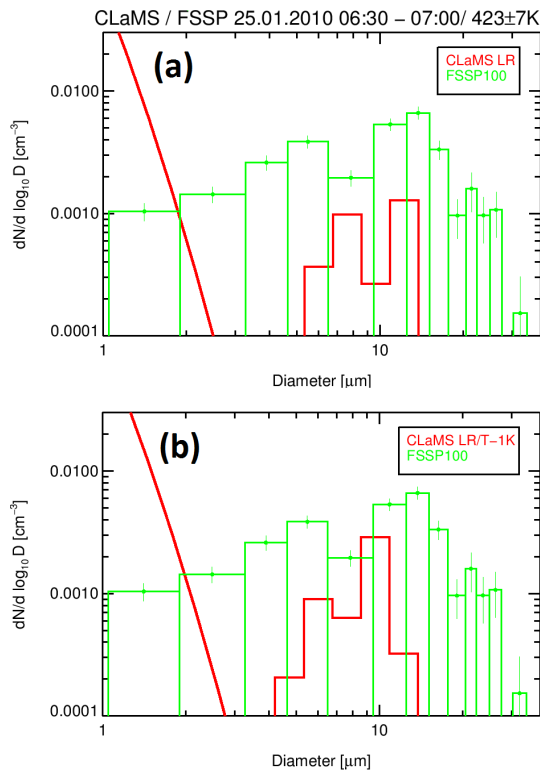 CLaMS / FSSP 25.01.2010 06:30 − 07:00/ 423±7K
(a)
CLaMS LR
FSSP100
0.0100
0.0010
0.0001
dN/d log₁₀ D [cm⁻³]
1
10
Diameter [μm]
(b)
CLaMS LR/T−1K
FSSP100
0.0100
0.0010
0.0001
dN/d log₁₀ D [cm⁻³]
1
10
Diameter [μm]